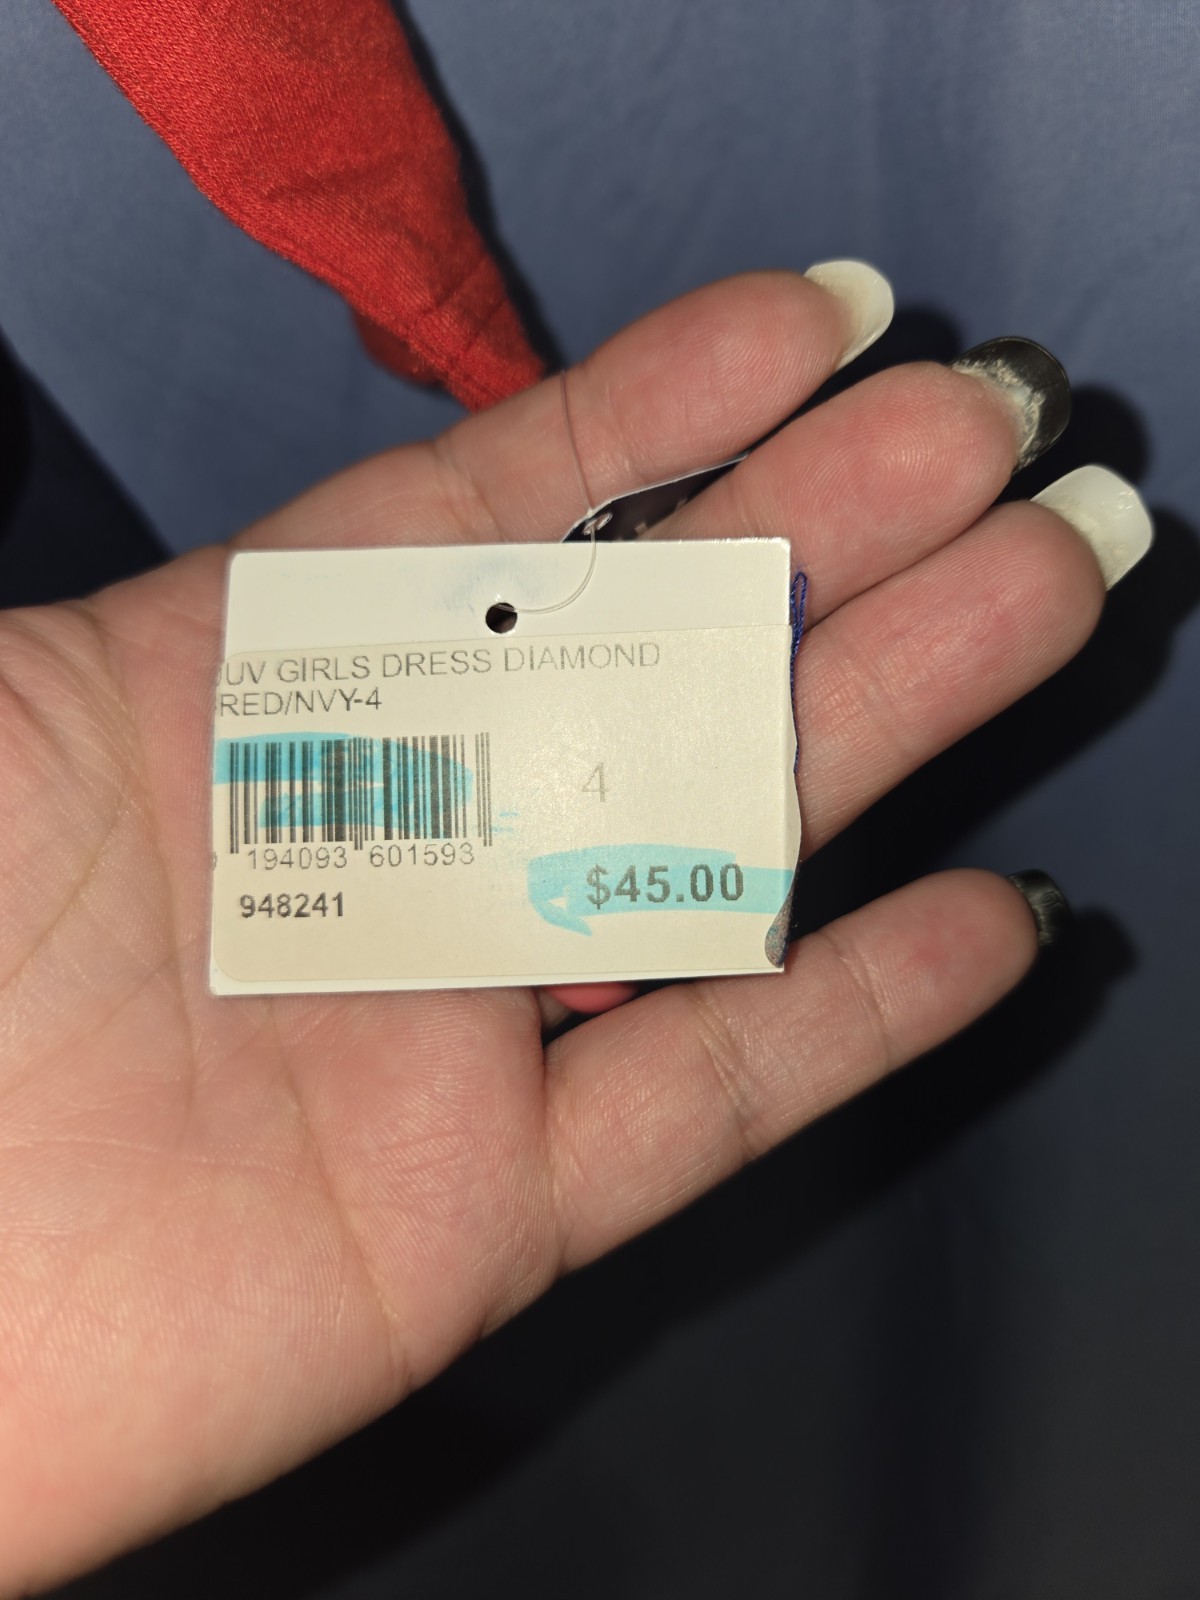 JUV GIRLS DRESS DIAMOND
RED/NVY-4
4
194093 601593
948241
$45.00